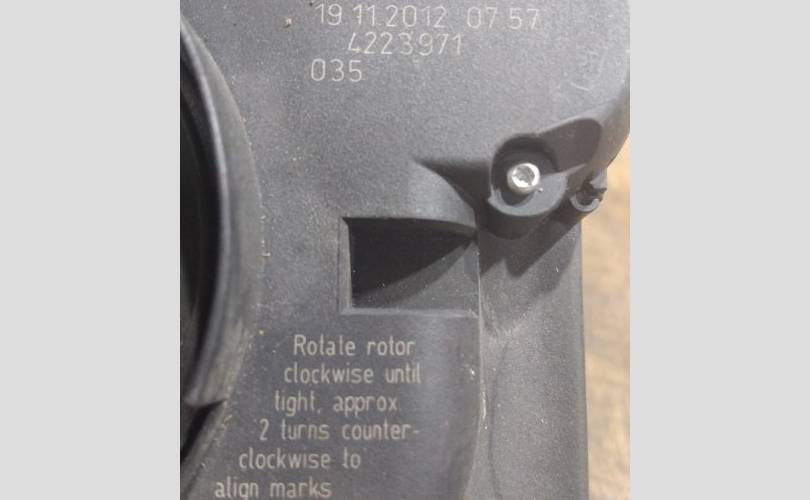 19.11.2012 07:57
4223971
035
Rotate rotor
clockwise until
tight, approx.
2 turns counter-
clockwise to
align marks